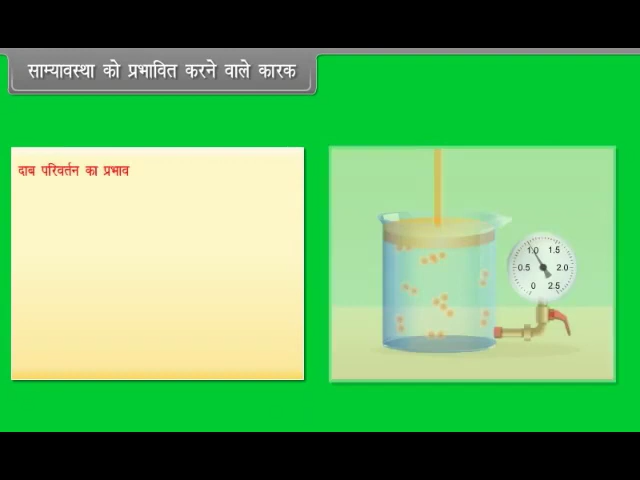 साम्यावस्था को प्रभावित करने वाले कारक
दाब परिवर्तन का प्रभाव
1.0 1.5
0.5 2.0
0 2.5